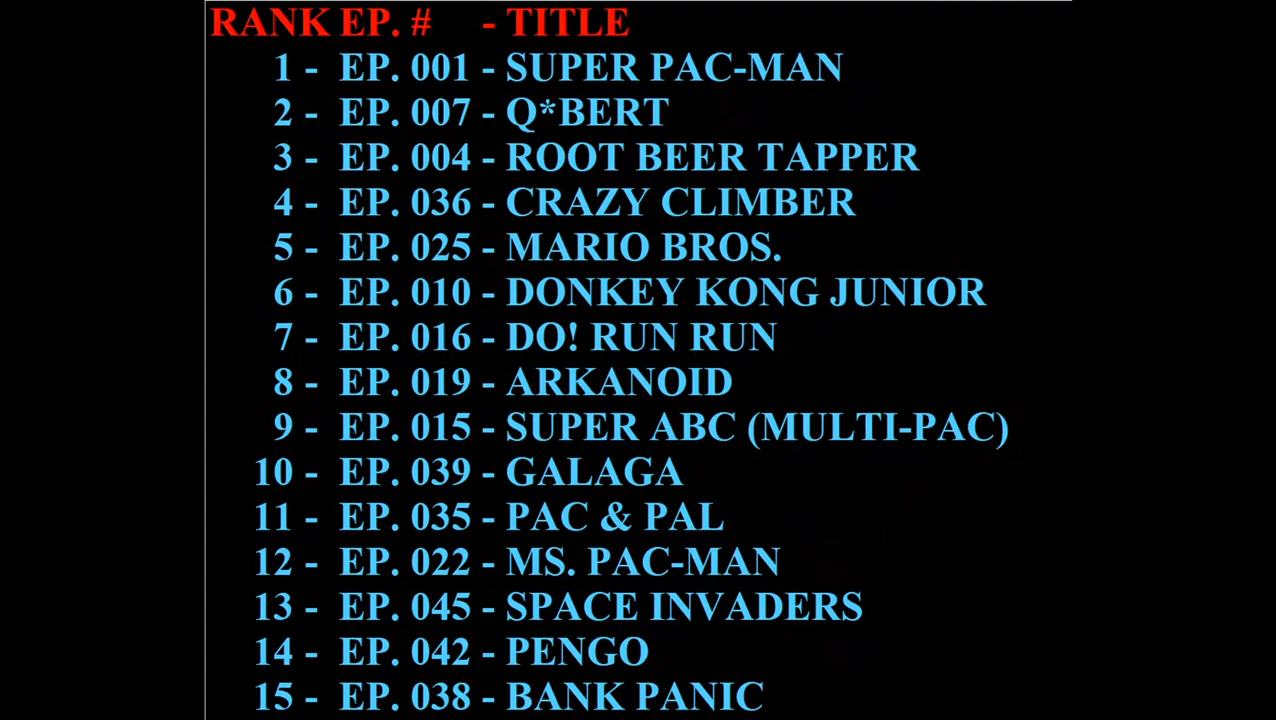 RANK EP. # - TITLE
1 - EP. 001 - SUPER PAC-MAN
2 - EP. 007 - Q*BERT
3 - EP. 004 - ROOT BEER TAPPER
4 - EP. 036 - CRAZY CLIMBER
5 - EP. 025 - MARIO BROS.
6 - EP. 010 - DONKEY KONG JUNIOR
7 - EP. 016 - DO! RUN RUN
8 - EP. 019 - ARKANOID
9 - EP. 015 - SUPER ABC (MULTI-PAC)
10 - EP. 039 - GALAGA
11 - EP. 035 - PAC & PAL
12 - EP. 022 - MS. PAC-MAN
13 - EP. 045 - SPACE INVADERS
14 - EP. 042 - PENGO
15 - EP. 038 - BANK PANIC